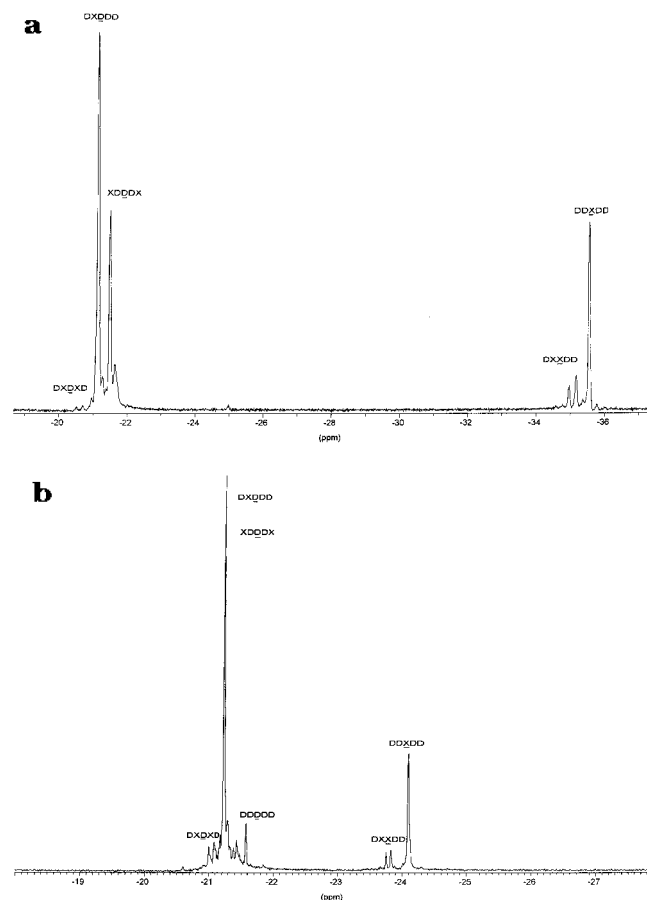 a
DXDDD
XDDDX
DDXDD
DXXDD
DXDXD
-20 -22 -24 -26 -28 -30 -32 -34 -36
(ppm)
b
DXDDD
XDDDX
DDXDD
DDDDD
DXDXD
DXXDD
-19 -20 -21 -22 -23 -24 -25 -26 -27
(ppm)